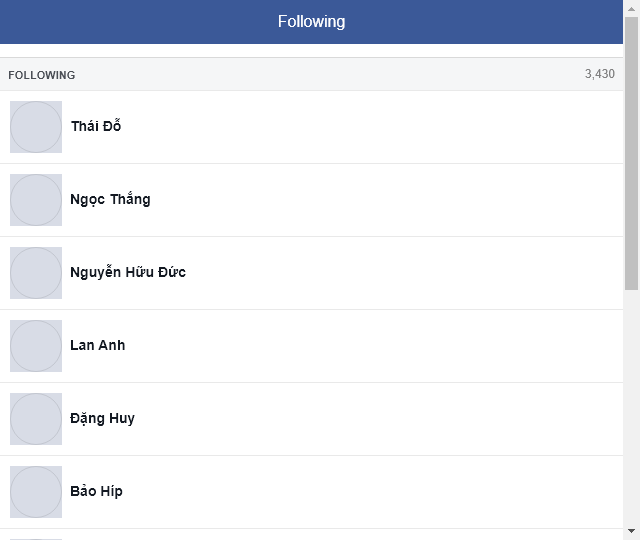 Following
FOLLOWING 3,430
Thái Đỗ
Ngọc Thắng
Nguyễn Hữu Đức
Lan Anh
Đặng Huy
Bảo Híp